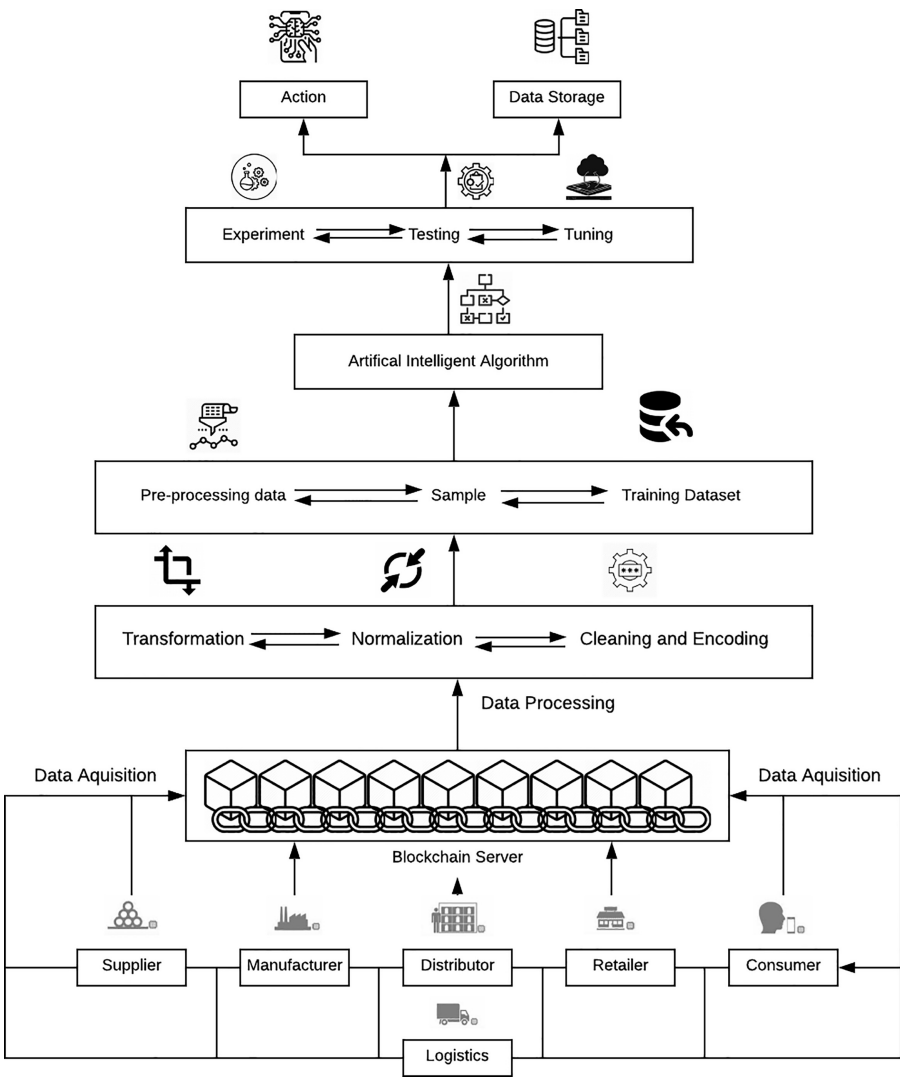 Action
Data Storage
Experiment
Testing
Tuning
Artifical Intelligent Algorithm
Pre-processing data
Sample
Training Dataset
Transformation
Normalization
Cleaning and Encoding
Data Processing
Data Aquisition
Data Aquisition
Blockchain Server
Supplier
Manufacturer
Distributor
Retailer
Consumer
Logistics